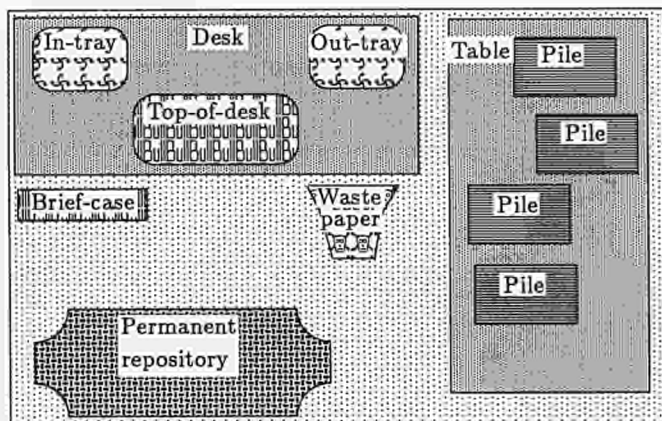 In-tray
Desk
Out-tray
Top-of-desk
Table
Pile
Pile
Pile
Pile
Brief-case
Waste
paper
Permanent
repository